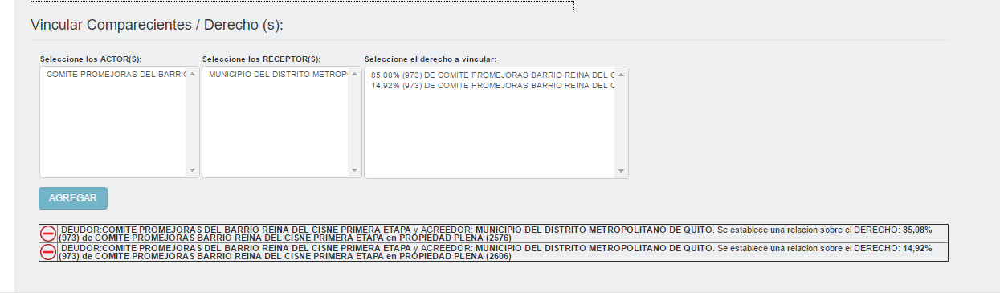 Vincular Comparecientes / Derecho (s):
Seleccione los ACTOR(S):
Seleccione los RECEPTOR(S):
Seleccione el derecho a vincular:
COMITE PROMEJORAS DEL BARRIO
MUNICIPIO DEL DISTRITO METROP
85,08% (973) DE COMITE PROMEJORAS BARRIO REINA DEL C
14,92% (973) DE COMITE PROMEJORAS BARRIO REINA DEL C
AGREGAR
DEUDOR:COMITE PROMEJORAS DEL BARRIO REINA DEL CISNE PRIMERA ETAPA y ACREEDOR: MUNICIPIO DEL DISTRITO METROPOLITANO DE QUITO. Se establece una relacion sobre el DERECHO: 85,08%
(973) de COMITE PROMEJORAS BARRIO REINA DEL CISNE PRIMERA ETAPA en PROPIEDAD PLENA (2576)
DEUDOR:COMITE PROMEJORAS DEL BARRIO REINA DEL CISNE PRIMERA ETAPA y ACREEDOR: MUNICIPIO DEL DISTRITO METROPOLITANO DE QUITO. Se establece una relacion sobre el DERECHO: 14,92%
(973) de COMITE PROMEJORAS BARRIO REINA DEL CISNE PRIMERA ETAPA en PROPIEDAD PLENA (2606)